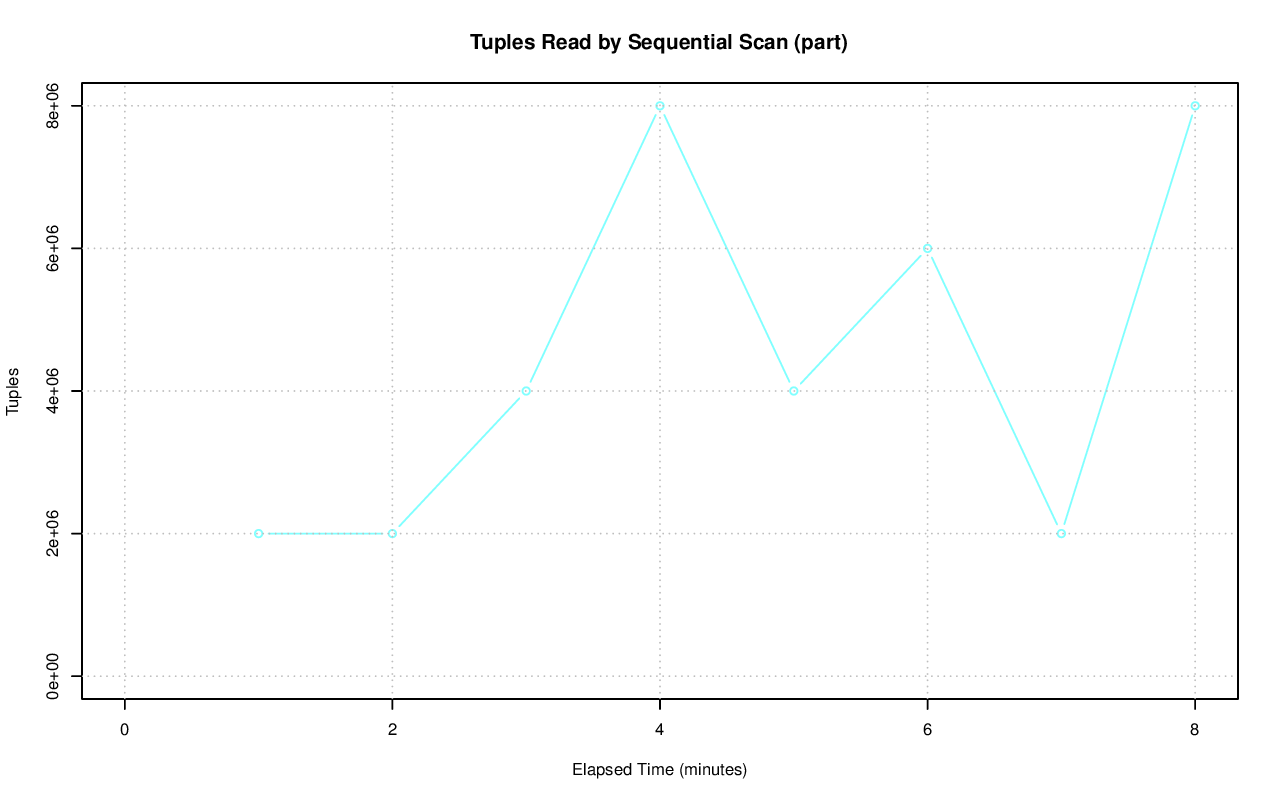 Tuples Read by Sequential Scan (part)
8e+06
6e+06
4e+06
2e+06
0e+00
Tuples
0 2 4 6 8
Elapsed Time (minutes)